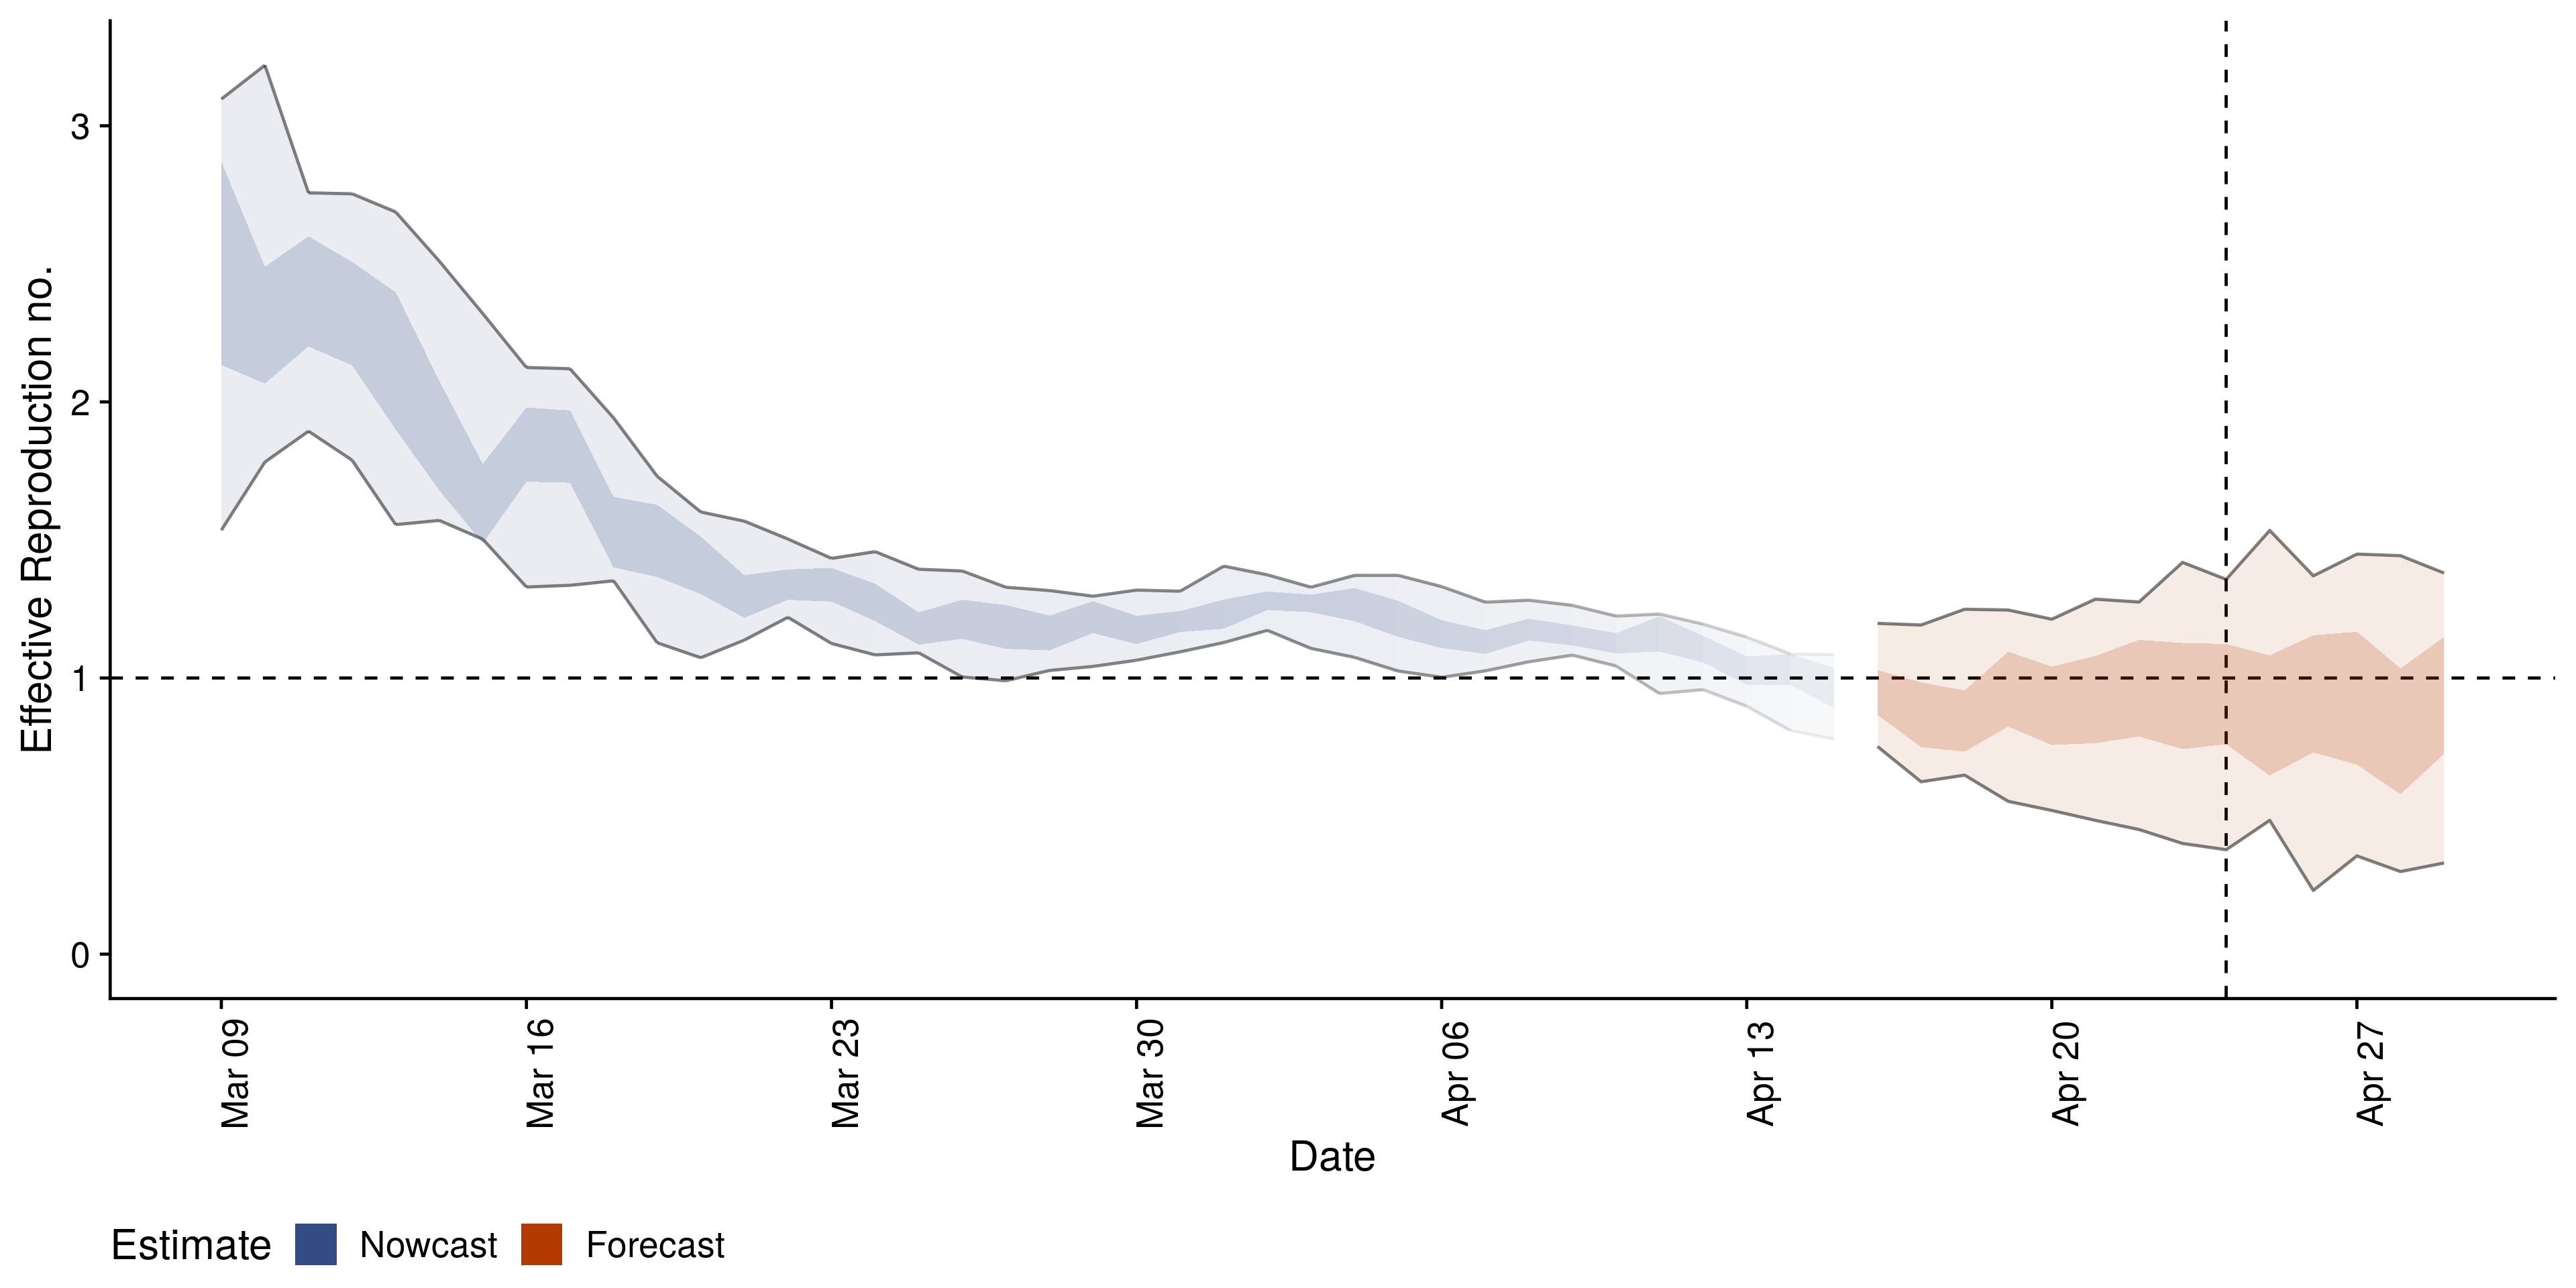 Effective Reproduction no.
3
2
1
0
Mar 09
Mar 16
Mar 23
Mar 30
Apr 06
Apr 13
Apr 20
Apr 27
Date
Estimate Nowcast Forecast